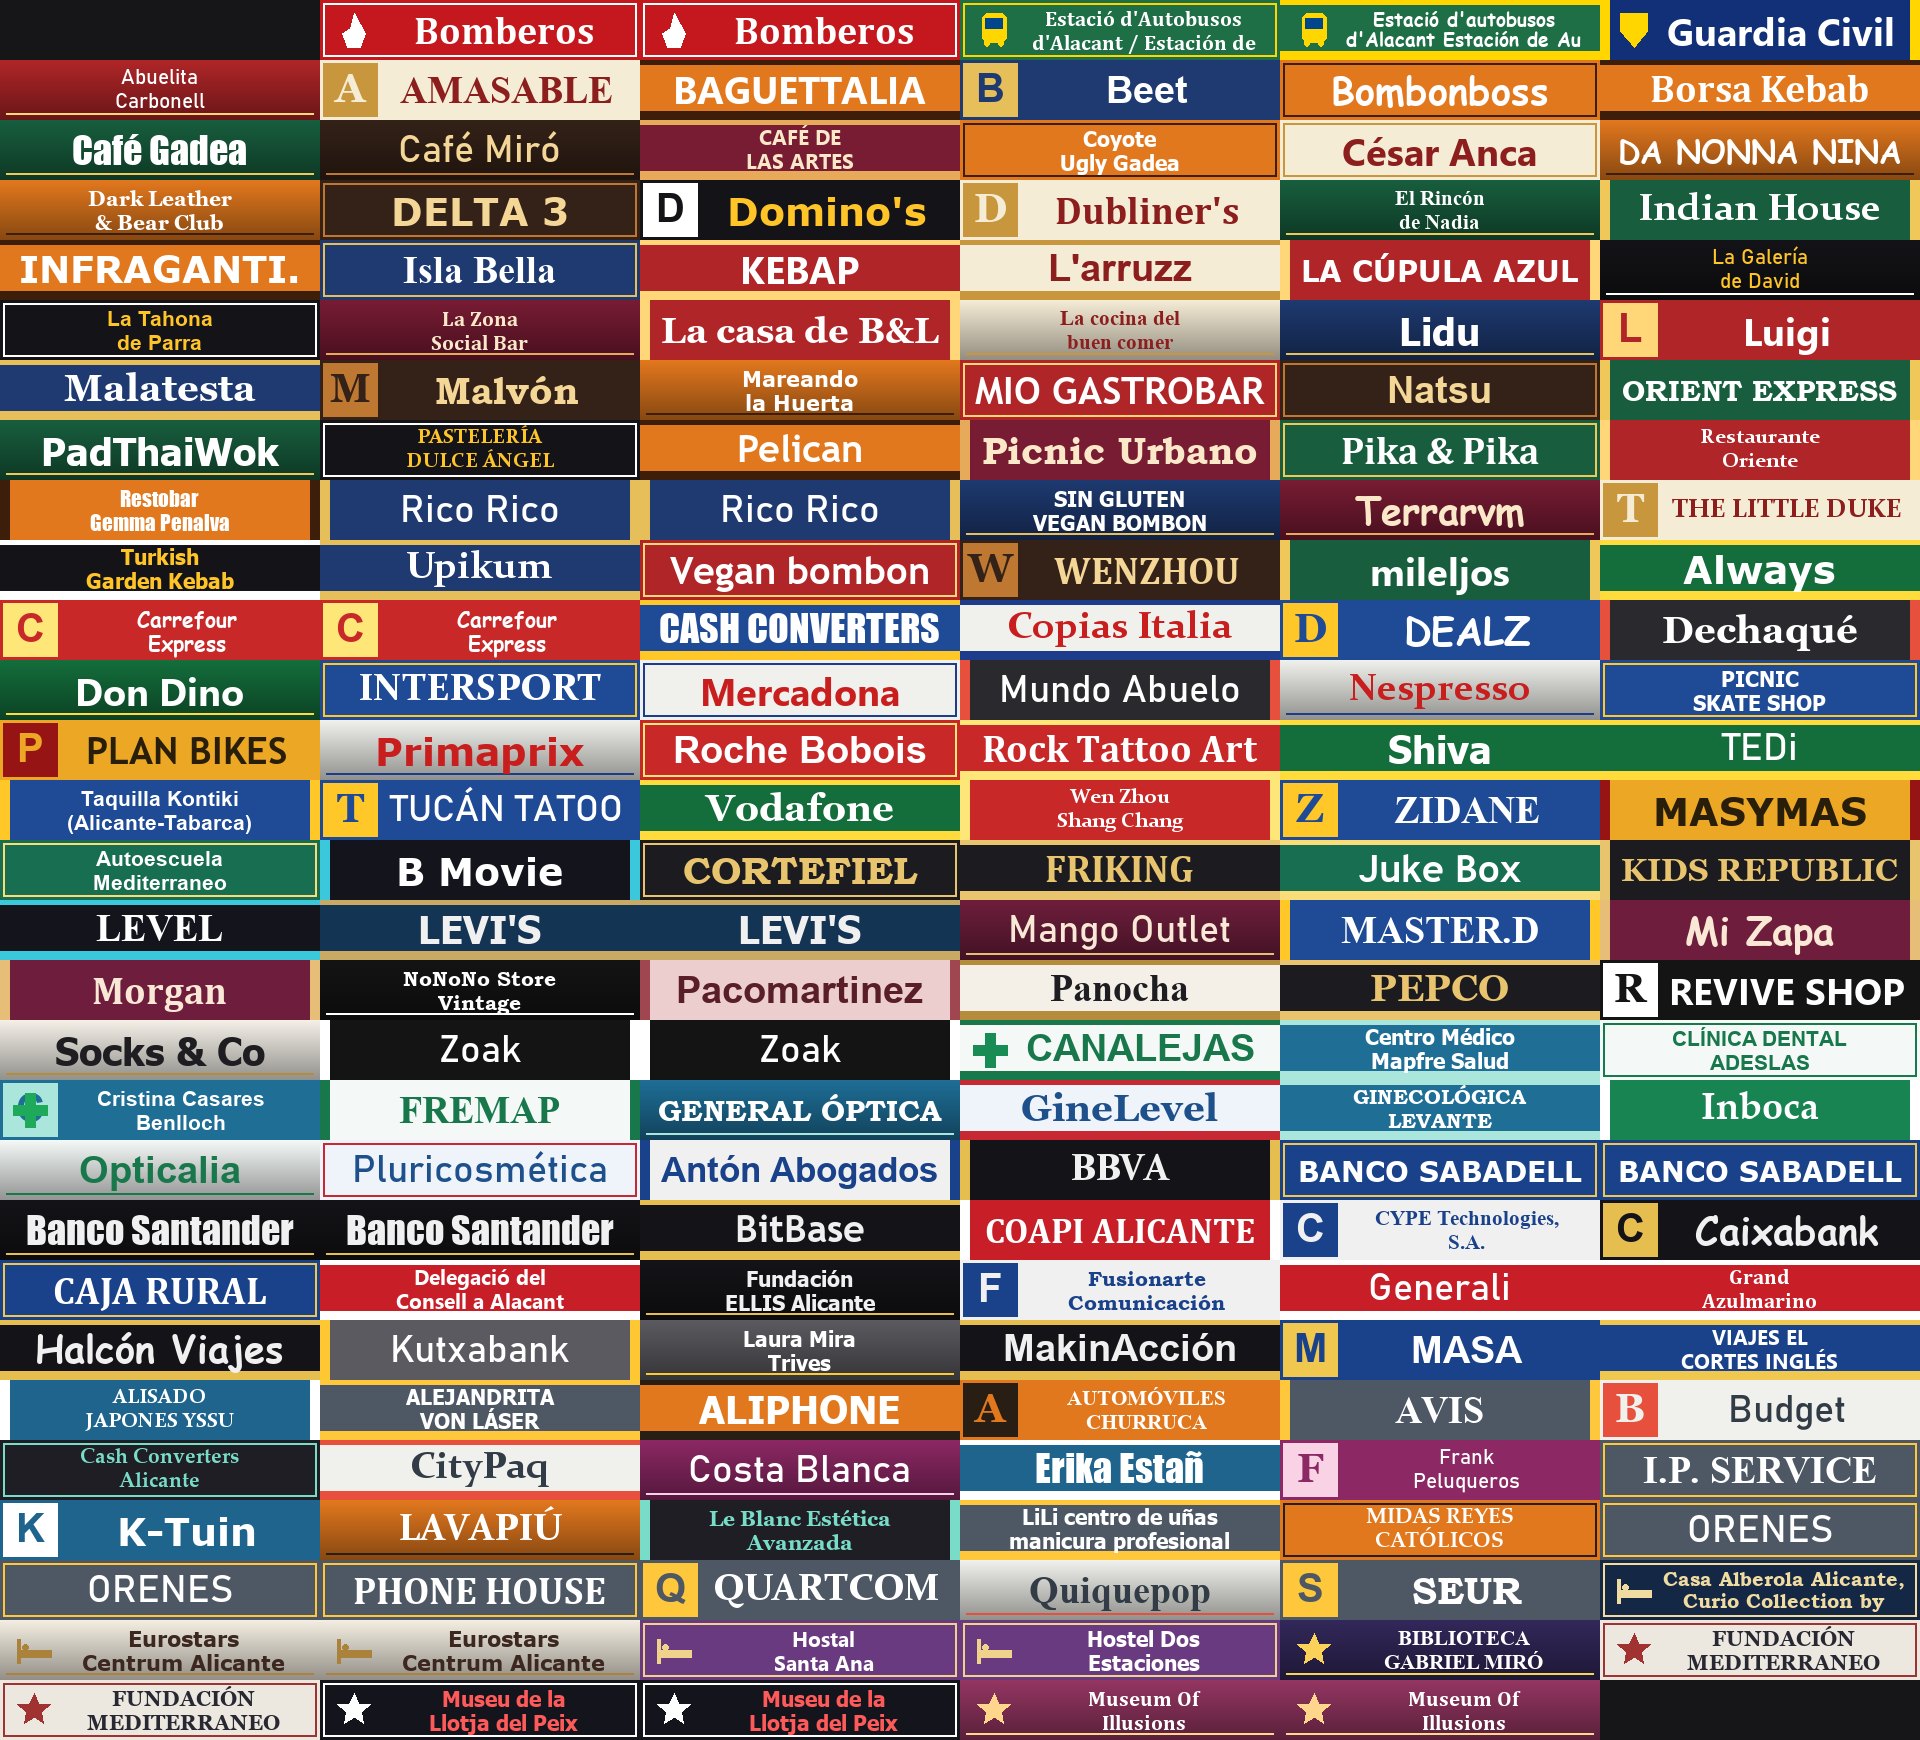 Bomberos
Bomberos
Estació d'Autobusos
d'Alacant / Estación de
Estació d'autobusos
d'Alacant Estación de Au
Guardia Civil
Abuelita
Carbonell
A AMASABLE
BAGUETTALIA
B Beet
Bombonboss
Borsa Kebab
Café Gadea
Café Miró
CAFÉ DE
LAS ARTES
Coyote
Ugly Gadea
César Anca
DA NONNA NINA
Dark Leather
& Bear Club
DELTA 3
D Domino's
D Dubliner's
El Rincón
de Nadia
Indian House
INFRAGANTI.
Isla Bella
KEBAP
L'arruzz
LA CÚPULA AZUL
La Galería
de David
La Tahona
de Parra
La Zona
Social Bar
La casa de B&L
La cocina del
buen comer
Lidu
L Luigi
Malatesta
M Malvón
Mareando
la Huerta
MIO GASTROBAR
Natsu
ORIENT EXPRESS
PadThaiWok
PASTELERÍA
DULCE ÁNGEL
Pelican
Picnic Urbano
Pika & Pika
Restaurante
Oriente
Restobar
Gemma Penalva
Rico Rico
Rico Rico
SIN GLUTEN
VEGAN BOMBON
Terrarvm
T THE LITTLE DUKE
Turkish
Garden Kebab
Upikum
Vegan bombon
W WENZHOU
mileljos
Always
C Carrefour
Express
C Carrefour
Express
CASH CONVERTERS
Copias Italia
D DEALZ
Dechaqué
Don Dino
INTERSPORT
Mercadona
Mundo Abuelo
Nespresso
PICNIC
SKATE SHOP
P PLAN BIKES
Primaprix
Roche Bobois
Rock Tattoo Art
Shiva
TEDi
Taquilla Kontiki
(Alicante-Tabarca)
T TUCÁN TATOO
Vodafone
Wen Zhou
Shang Chang
Z ZIDANE
MASYMAS
Autoescuela
Mediterraneo
B Movie
CORTEFIEL
FRIKING
Juke Box
KIDS REPUBLIC
LEVEL
LEVI'S
LEVI'S
Mango Outlet
MASTER.D
Mi Zapa
Morgan
NoNoNo Store
Vintage
Pacomartinez
Panocha
PEPCO
R REVIVE SHOP
Socks & Co
Zoak
Zoak
CANALEJAS
Centro Médico
Mapfre Salud
CLÍNICA DENTAL
ADESLAS
Cristina Casares
Benlloch
FREMAP
GENERAL ÓPTICA
GineLevel
GINECOLÓGICA
LEVANTE
Inboca
Opticalia
Pluricosmética
Antón Abogados
BBVA
BANCO SABADELL
BANCO SABADELL
Banco Santander
Banco Santander
BitBase
COAPI ALICANTE
C CYPE Technologies,
S.A.
C Caixabank
CAJA RURAL
Delegació del
Consell a Alacant
Fundación
ELLIS Alicante
F Fusionarte
Comunicación
Generali
Grand
Azulmarino
Halcón Viajes
Kutxabank
Laura Mira
Trives
MakinAcción
M MASA
VIAJES EL
CORTES INGLÉS
ALISADO
JAPONES YSSU
ALEJANDRITA
VON LÁSER
ALIPHONE
A AUTOMÓVILES
CHURRUCA
AVIS
B Budget
Cash Converters
Alicante
CityPaq
Costa Blanca
Erika Estañ
F Frank
Peluqueros
I.P. SERVICE
K K-Tuin
LAVAPIÚ
Le Blanc Estética
Avanzada
LiLi centro de uñas
manicura profesional
MIDAS REYES
CATÓLICOS
ORENES
ORENES
PHONE HOUSE
Q QUARTCOM
Quiquepop
S SEUR
Casa Alberola Alicante,
Curio Collection by
Eurostars
Centrum Alicante
Eurostars
Centrum Alicante
Hostal
Santa Ana
Hostel Dos
Estaciones
BIBLIOTECA
GABRIEL MIRÓ
FUNDACIÓN
MEDITERRANEO
FUNDACIÓN
MEDITERRANEO
Museu de la
Llotja del Peix
Museu de la
Llotja del Peix
Museum Of
Illusions
Museum Of
Illusions